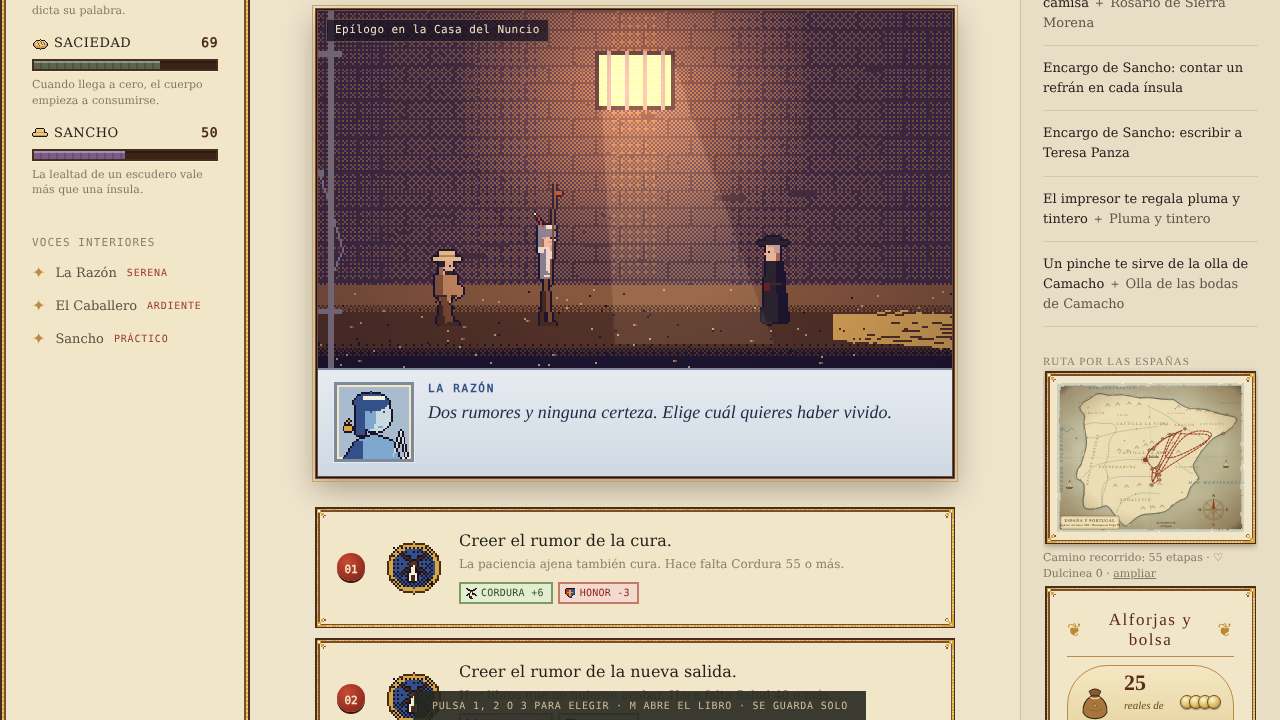 dicta su palabra.
SACIEDAD 69
Cuando llega a cero, el cuerpo
empieza a consumirse.
SANCHO 50
La lealtad de un escudero vale
más que una ínsula.
VOCES INTERIORES
La Razón SERENA
El Caballero ARDIENTE
Sancho PRÁCTICO
Epílogo en la Casa del Nuncio
LA RAZÓN
Dos rumores y ninguna certeza. Elige cuál quieres haber vivido.
01
Creer el rumor de la cura.
La paciencia ajena también cura. Hace falta Cordura 55 o más.
CORDURA +6 HONOR -3
02
Creer el rumor de la nueva salida.
PULSA 1, 2 O 3 PARA ELEGIR · M ABRE EL LIBRO · SE GUARDA SOLO
camisa + Rosario de Sierra
Morena
Encargo de Sancho: contar un
refrán en cada ínsula
Encargo de Sancho: escribir a
Teresa Panza
El impresor te regala pluma y
tintero + Pluma y tintero
Un pinche te sirve de la olla de
Camacho + Olla de las bodas
de Camacho
RUTA POR LAS ESPAÑAS
ESPAÑA Y PORTUGAL
Camino recorrido: 55 etapas · ♡
Dulcinea 0 · ampliar
Alforjas y
bolsa
25
reales de